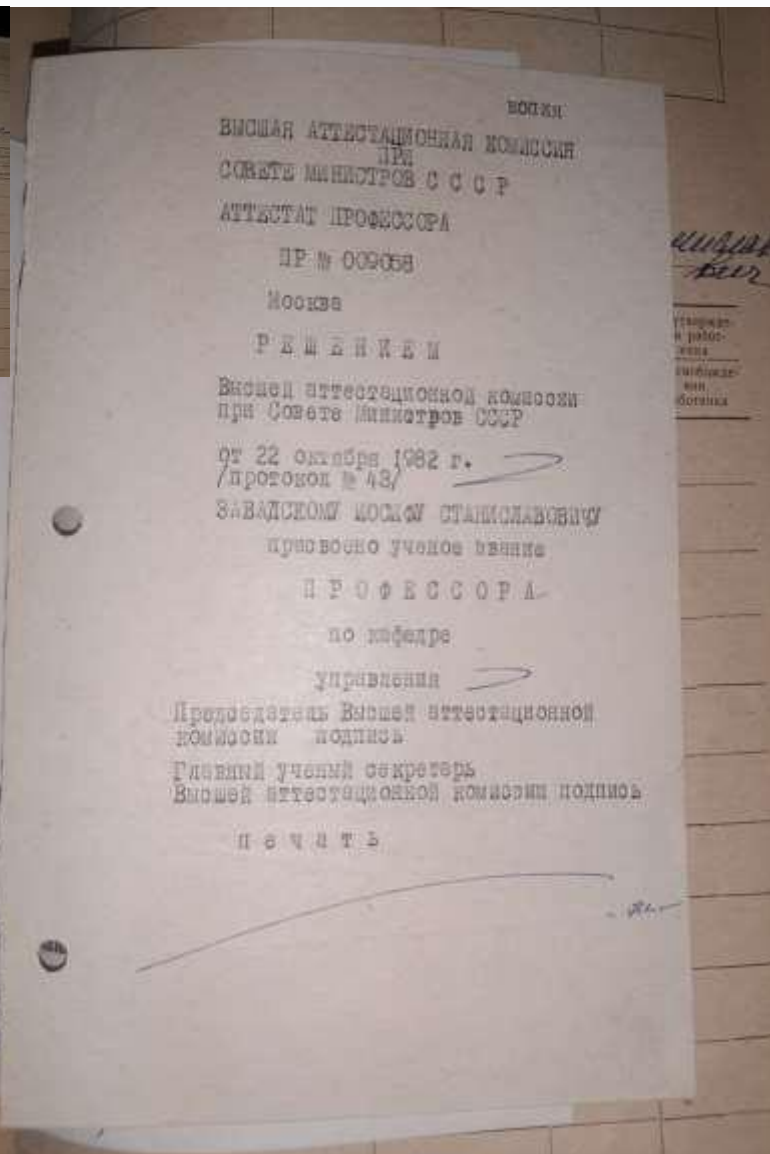 КОПИЯ
ВЫСШАЯ АТТЕСТАЦИОННАЯ КОМИССИЯ
ПРИ
СОВЕТЕ МИНИСТРОВ С С С Р
АТТЕСТАТ ПРОФЕССОРА
ПР № 009058
Москва
Р Е Ш Е Н И Е М
Высшей аттестационной комиссии
при Совете Министров СССР
от 22 октября 1982 г.
/протокол № 43/
ЗАВАДСКОМУ ИОСИФУ СТАНИСЛАВОВИЧУ
присвоено ученое звание
П Р О Ф Е С С О Р А
по кафедре
управления
Председатель Высшей аттестационной
комиссии подпись
Главный ученый секретарь
Высшей аттестационной комиссии подпись
п е ч а т ь